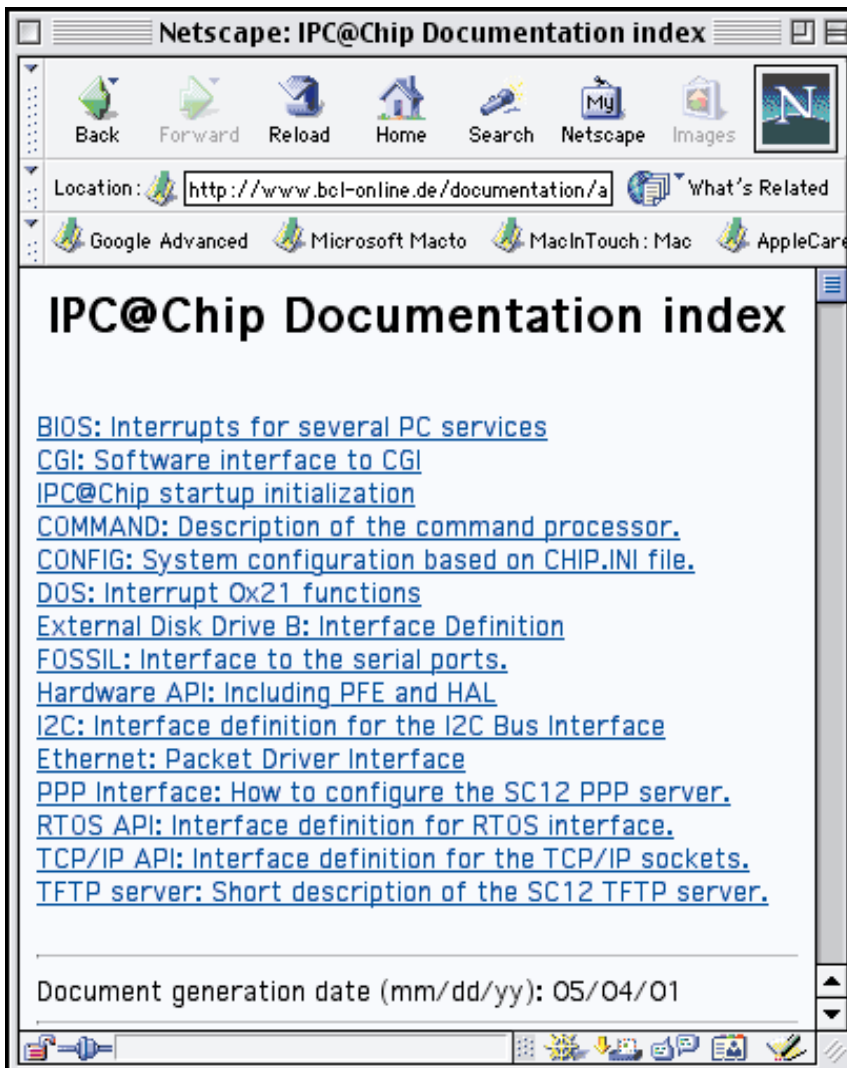 Netscape: IPC@Chip Documentation index
Back Forward Reload Home Search Netscape Images
My
N
Location: http://www.bcl-online.de/documentation/a What's Related
Google Advanced Microsoft Macto MacInTouch: Mac AppleCare
IPC@Chip Documentation index
BIOS: Interrupts for several PC services
CGI: Software interface to CGI
IPC@Chip startup initialization
COMMAND: Description of the command processor.
CONFIG: System configuration based on CHIP.INI file.
DOS: Interrupt 0x21 functions
External Disk Drive B: Interface Definition
FOSSIL: Interface to the serial ports.
Hardware API: Including PFE and HAL
I2C: Interface definition for the I2C Bus Interface
Ethernet: Packet Driver Interface
PPP Interface: How to configure the SC12 PPP server.
RTOS API: Interface definition for RTOS interface.
TCP/IP API: Interface definition for the TCP/IP sockets.
TFTP server: Short description of the SC12 TFTP server.
Document generation date (mm/dd/yy): 05/04/01